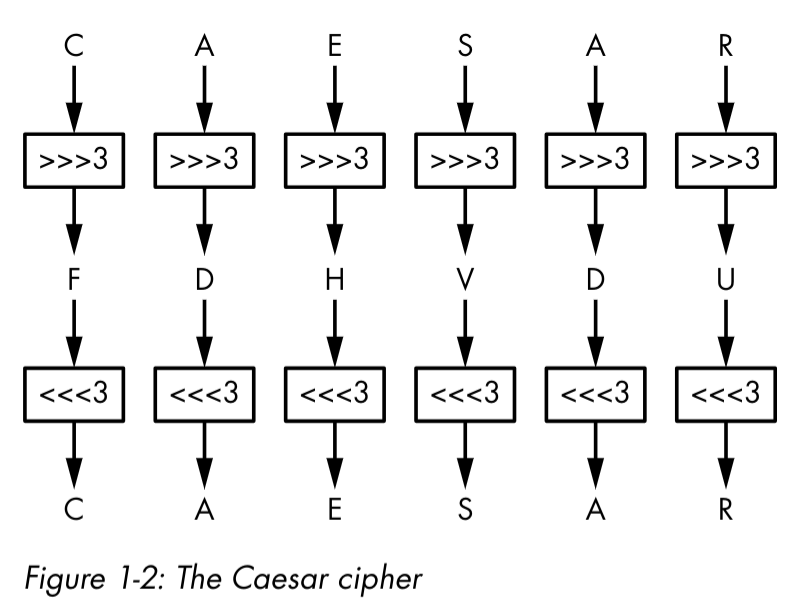 C A E S A R
>>>3 >>>3 >>>3 >>>3 >>>3 >>>3
F D H V D U
<<<3 <<<3 <<<3 <<<3 <<<3 <<<3
C A E S A R
Figure 1-2: The Caesar cipher